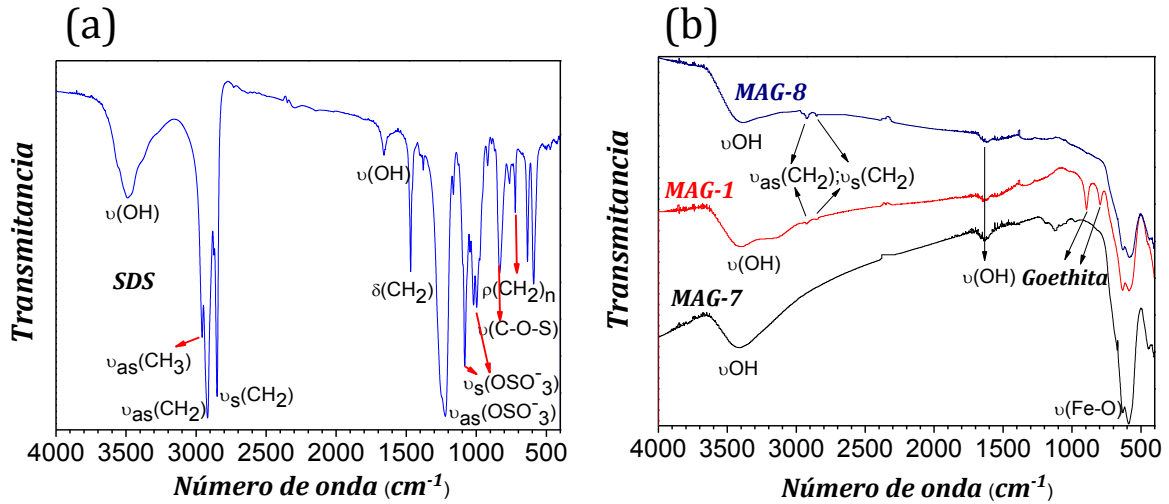 (a)
Transmitancia
υ(OH)
SDS
υas(CH3)
υas(CH2)
υs(CH2)
υ(OH)
δ(CH2)
ρ(CH2)n
υ(C-O-S)
υs(OSO⁻3)
υas(OSO⁻3)
4000 3500 3000 2500 2000 1500 1000 500
Número de onda (cm⁻¹)
(b)
Transmitancia
MAG-8
υOH
υas(CH2);υs(CH2)
MAG-1
υ(OH)
υ(OH)
Goethita
MAG-7
υOH
υ(Fe-O)
4000 3500 3000 2500 2000 1500 1000 500
Número de onda (cm⁻¹)